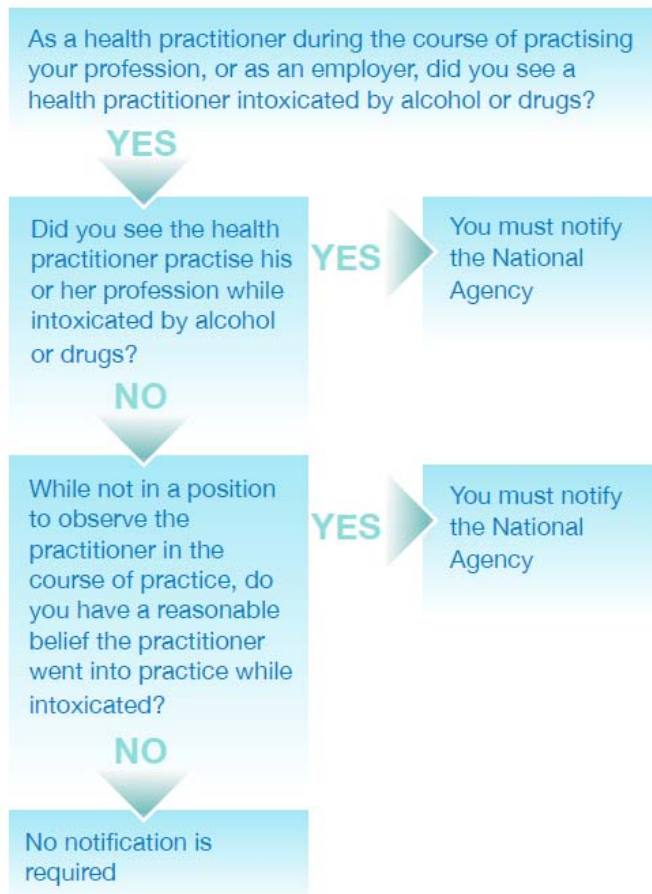 As a health practitioner during the course of practising
your profession, or as an employer, did you see a
health practitioner intoxicated by alcohol or drugs?
YES
Did you see the health
practitioner practise his
or her profession while
intoxicated by alcohol
or drugs?
YES
You must notify
the National
Agency
NO
While not in a position
to observe the
practitioner in the
course of practice, do
you have a reasonable
belief the practitioner
went into practice while
intoxicated?
YES
You must notify
the National
Agency
NO
No notification is
required